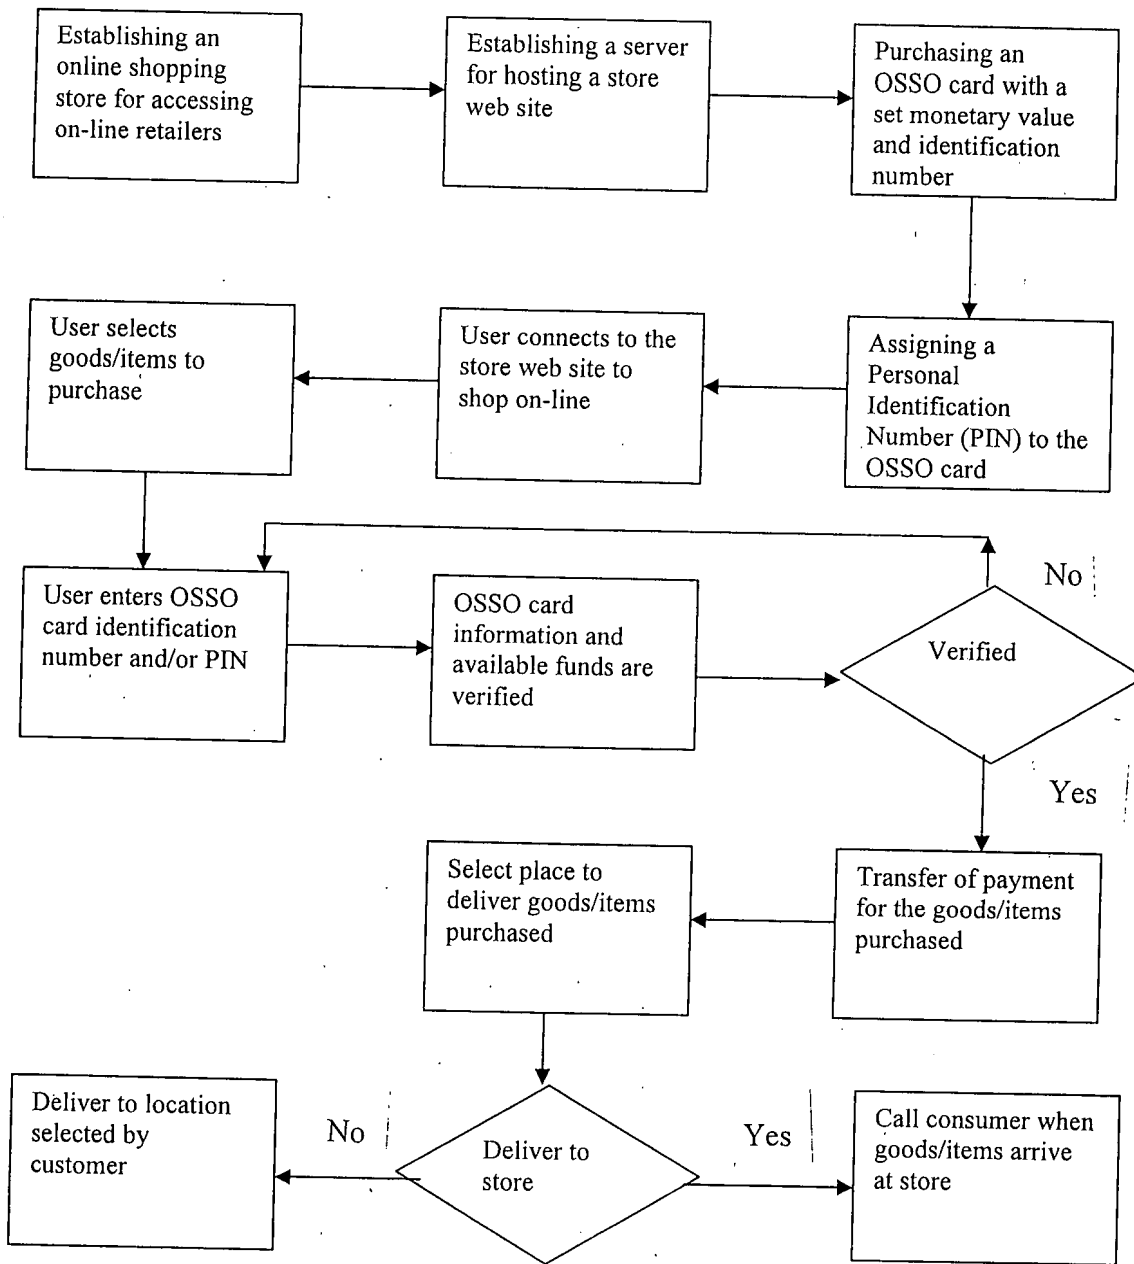 Establishing an
online shopping
store for accessing
on-line retailers
Establishing a server
for hosting a store
web site
Purchasing an
OSSO card with a
set monetary value
and identification
number
User selects
goods/items to
purchase
User connects to the
store web site to
shop on-line
Assigning a
Personal
Identification
Number (PIN) to the
OSSO card
User enters OSSO
card identification
number and/or PIN
OSSO card
information and
available funds are
verified
No
Verified
Yes
Select place to
deliver goods/items
purchased
Transfer of payment
for the goods/items
purchased
Deliver to location
selected by
customer
No
Deliver to
store
Yes
Call consumer when
goods/items arrive
at store